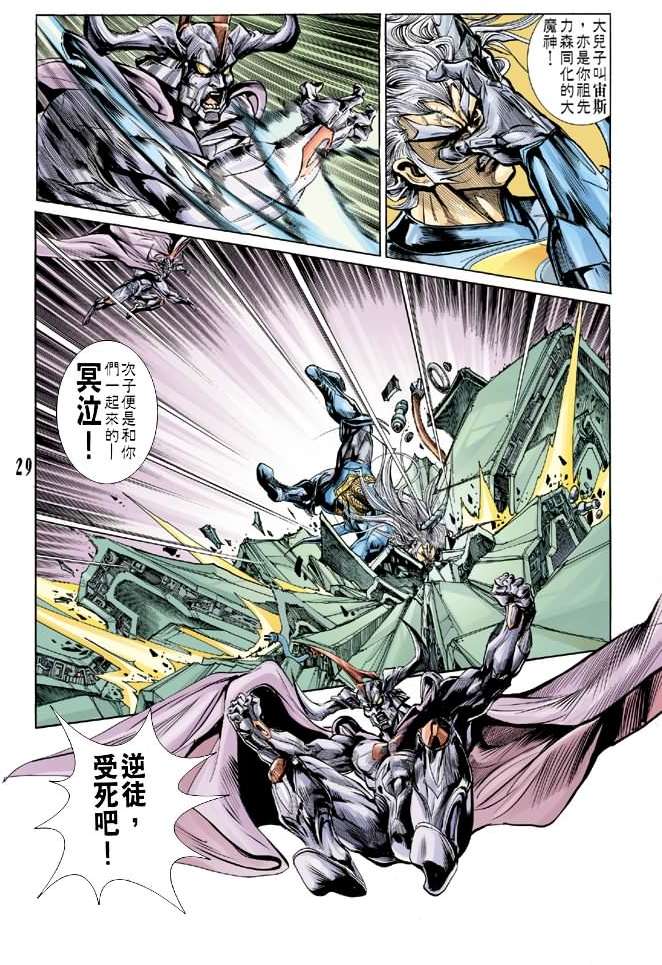 大兒子叫宙斯
，亦是你祖先
力森同化的大
魔神！
次子便是和你
們一起來的—
冥泣！
29
逆徒，
受死吧！